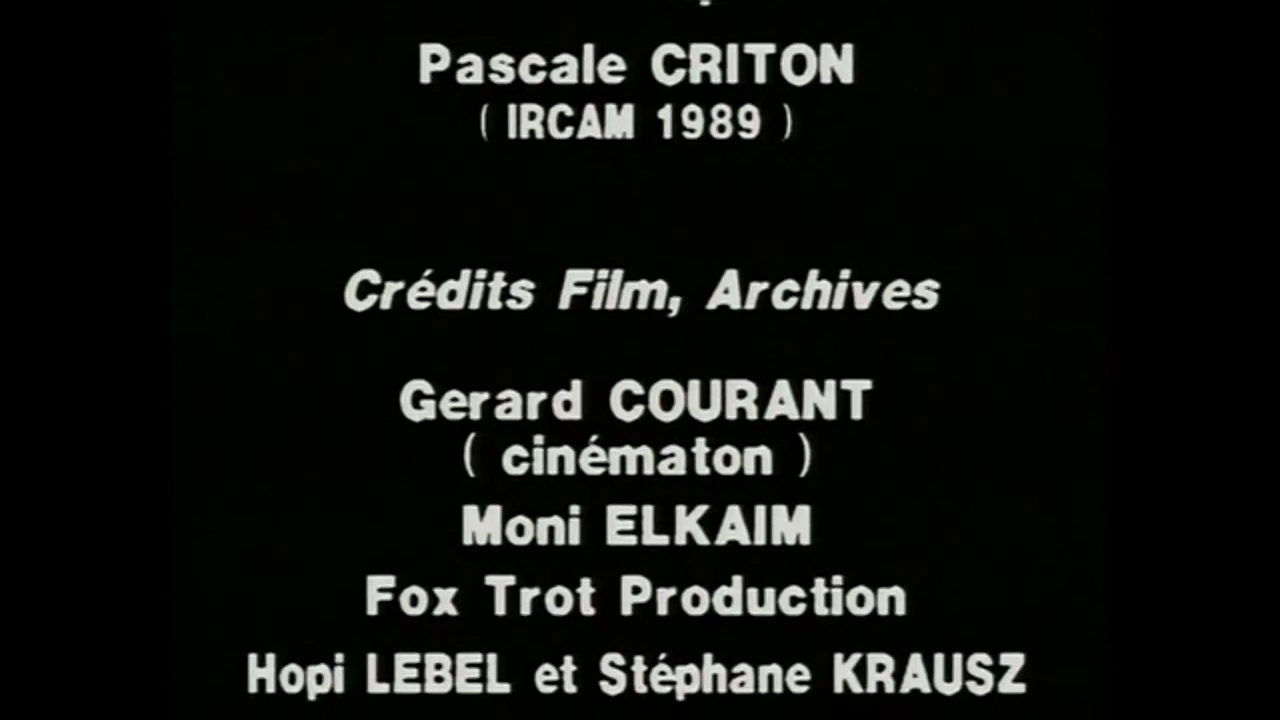 Pascale CRITON
( IRCAM 1989 )
Crédits Film, Archives
Gerard COURANT
( cinématon )
Moni ELKAIM
Fox Trot Production
Hopi LEBEL et Stéphane KRAUSZ